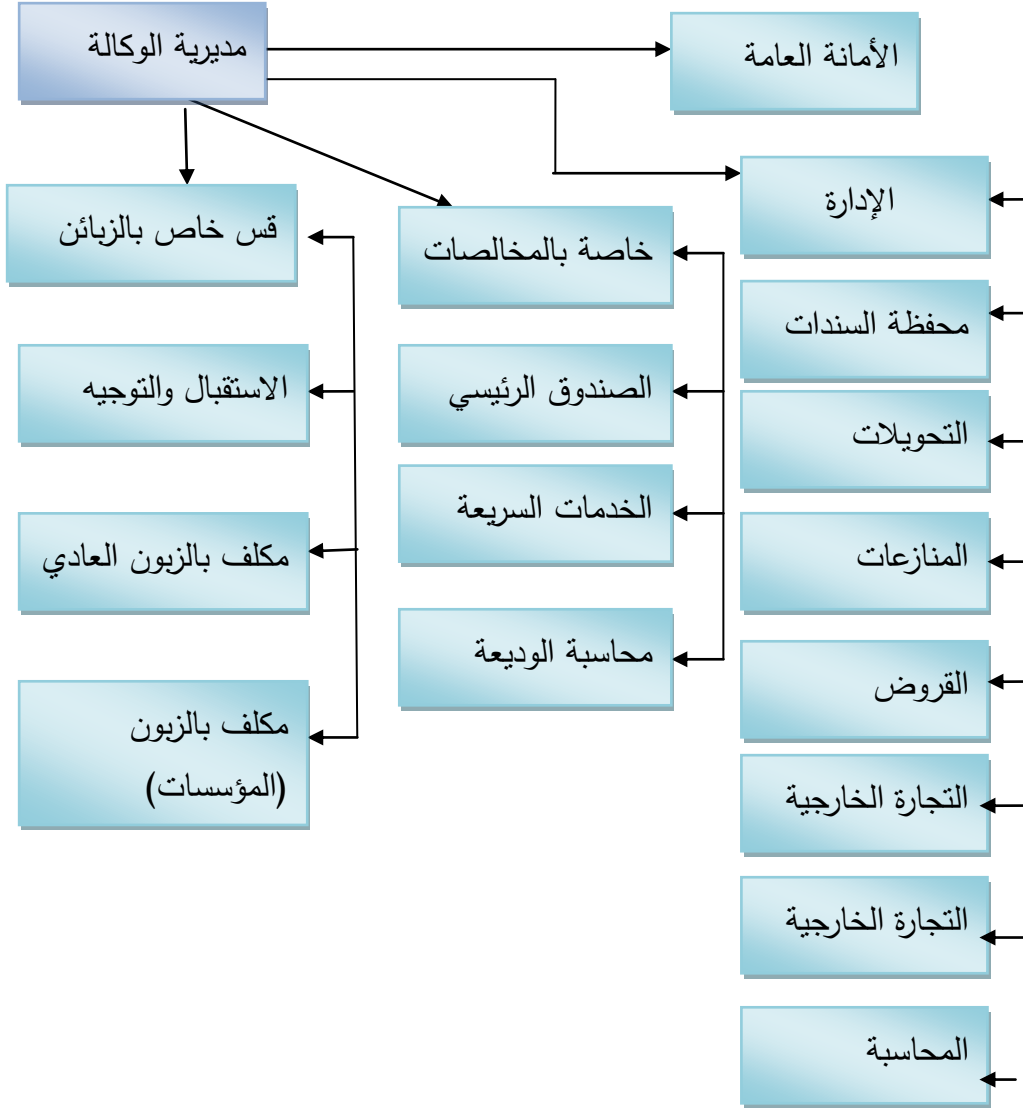 مديرية الوكالة
الأمانة العامة
الإدارة
محفظة السندات
التحويلات
المنازعات
القروض
التجارة الخارجية
التجارة الخارجية
المحاسبة
خاصة بالمخالصات
الصندوق الرئيسي
الخدمات السريعة
محاسبة الوديعة
قس خاص بالزبائن
الاستقبال والتوجيه
مكلف بالزبون العادي
مكلف بالزبون
(المؤسسات)